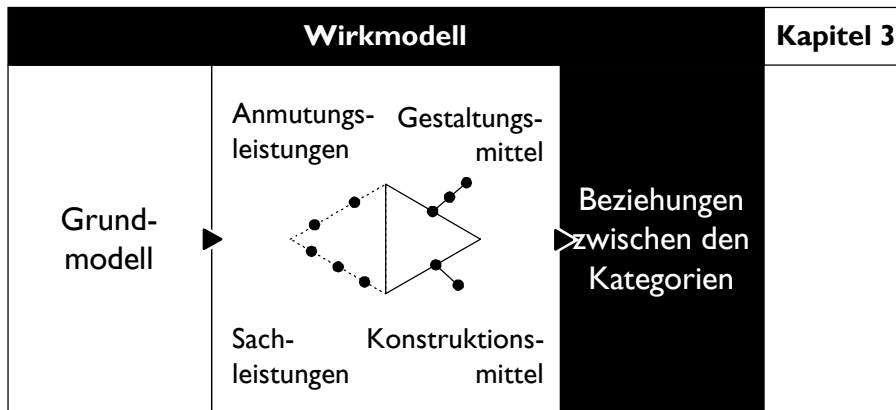 Wirkmodell
Kapitel 3
Grund-
modell
Anmutungs-
leistungen
Gestaltungs-
mittel
Sach-
leistungen
Konstruktions-
mittel
Beziehungen
zwischen den
Kategorien